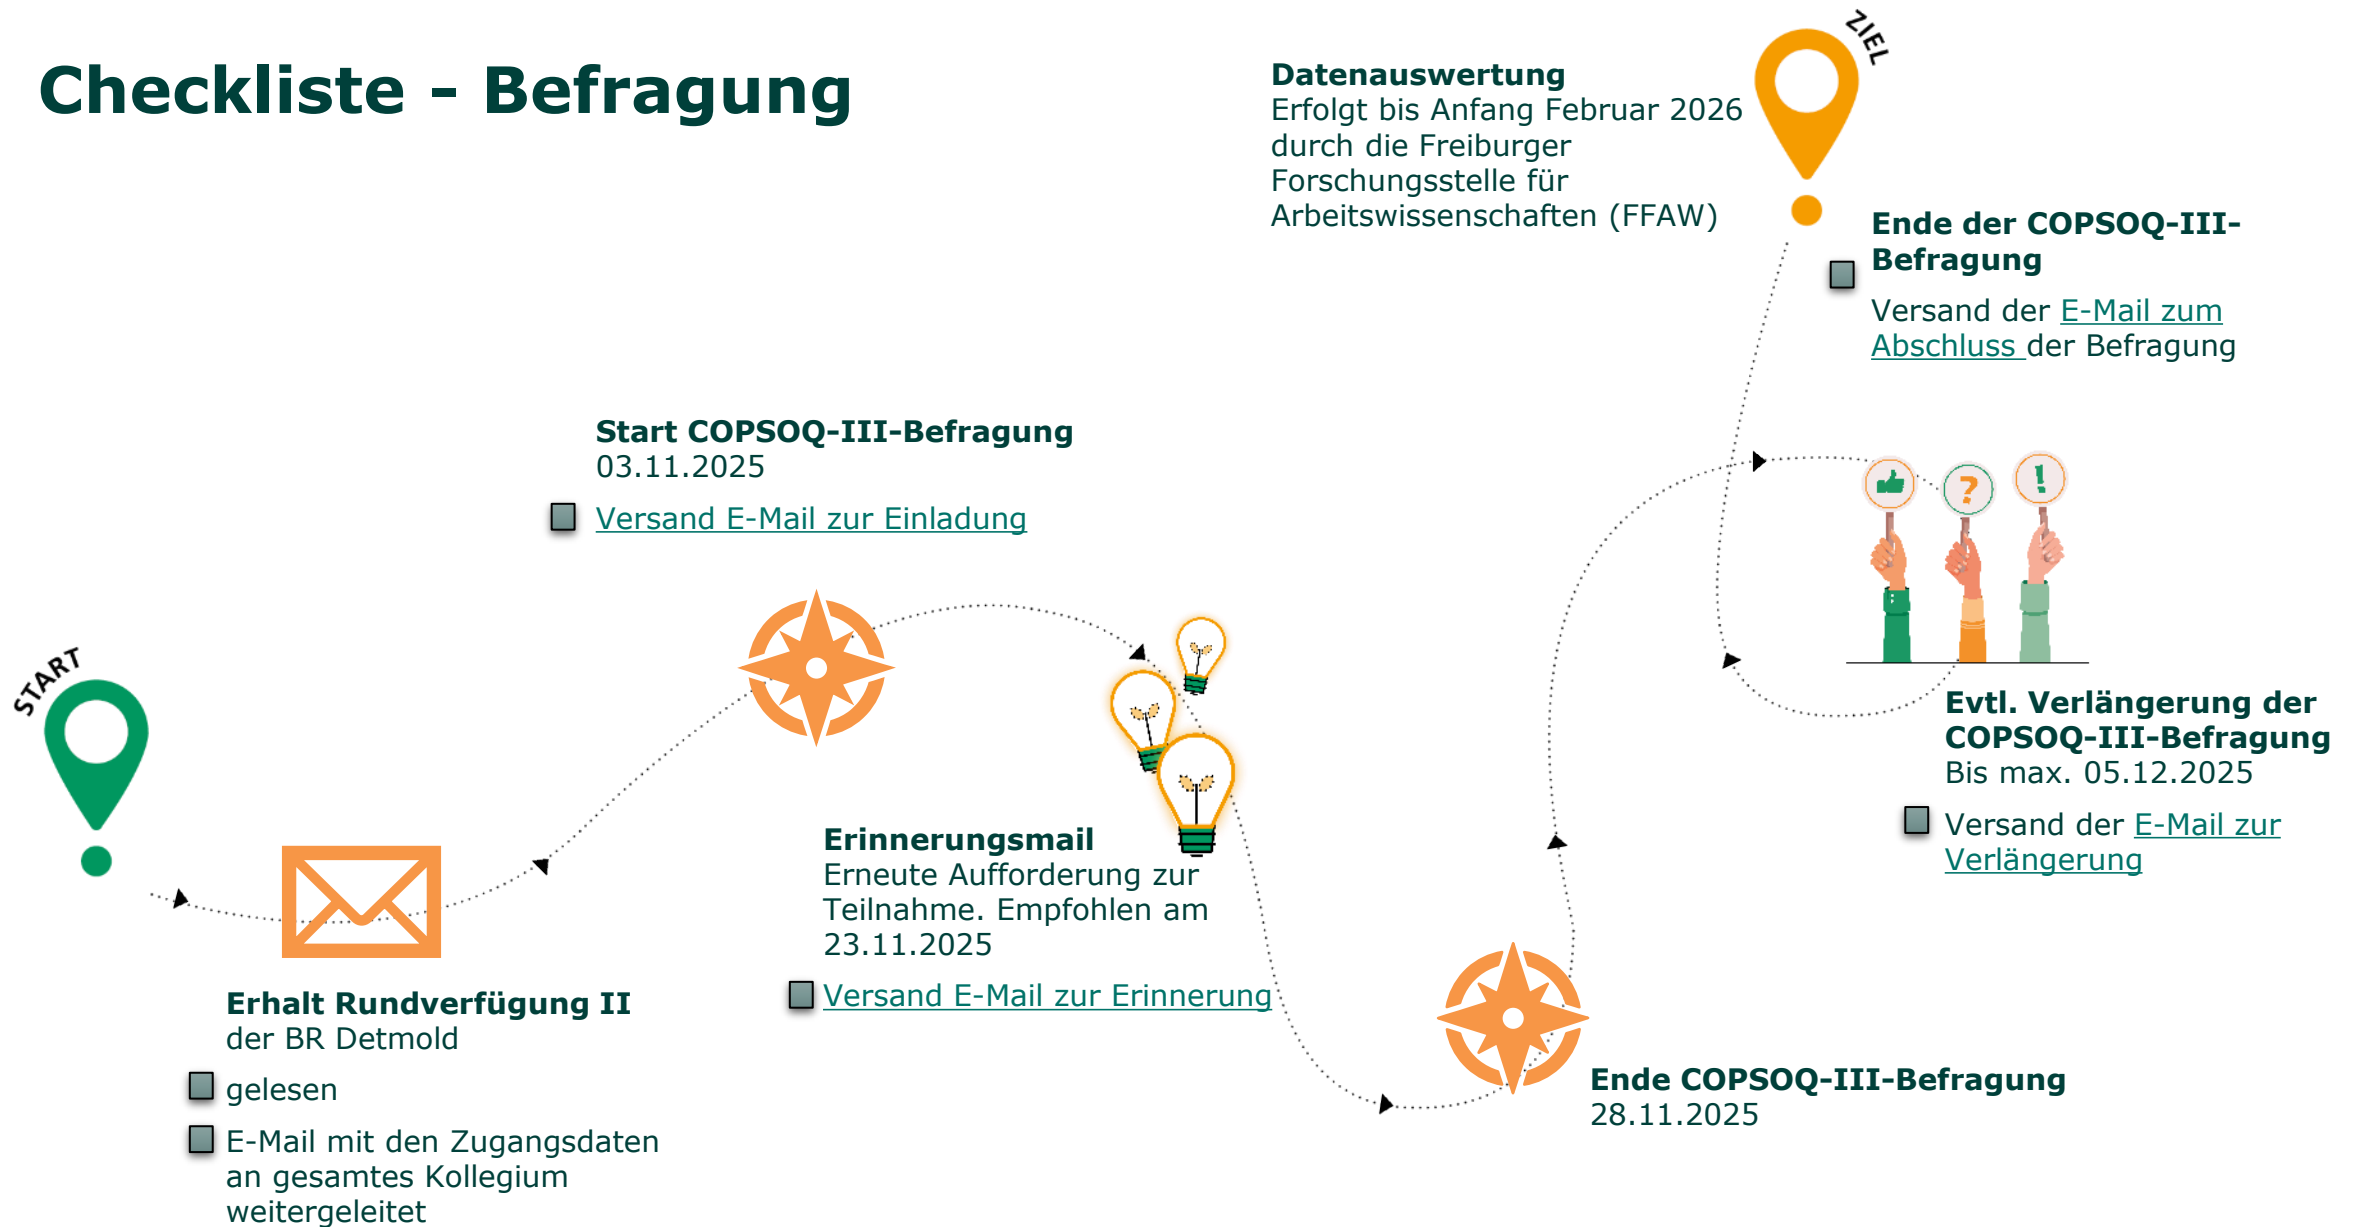 Checkliste - Befragung
START
Erhalt Rundverfügung II
der BR Detmold
gelesen
E-Mail mit den Zugangsdaten
an gesamtes Kollegium
weitergeleitet
Start COPSOQ-III-Befragung
03.11.2025
Versand E-Mail zur Einladung
Erinnerungsmail
Erneute Aufforderung zur
Teilnahme. Empfohlen am
23.11.2025
Versand E-Mail zur Erinnerung
Ende COPSOQ-III-Befragung
28.11.2025
?
!
Evtl. Verlängerung der
COPSOQ-III-Befragung
Bis max. 05.12.2025
Versand der E-Mail zur
Verlängerung
Ende der COPSOQ-III-
Befragung
Versand der E-Mail zum
Abschluss der Befragung
ZIEL
Datenauswertung
Erfolgt bis Anfang Februar 2026
durch die Freiburger
Forschungsstelle für
Arbeitswissenschaften (FFAW)